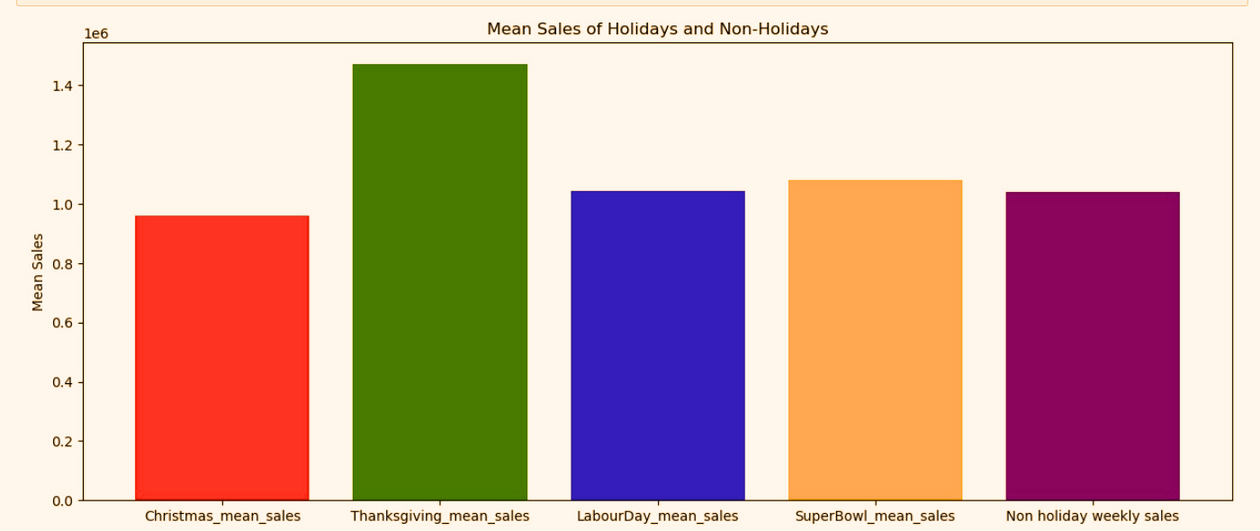 Mean Sales of Holidays and Non-Holidays
1e6
1.4
1.2
1.0
0.8
0.6
0.4
0.2
0.0
Mean Sales
Christmas_mean_sales
Thanksgiving_mean_sales
LabourDay_mean_sales
SuperBowl_mean_sales
Non holiday weekly sales